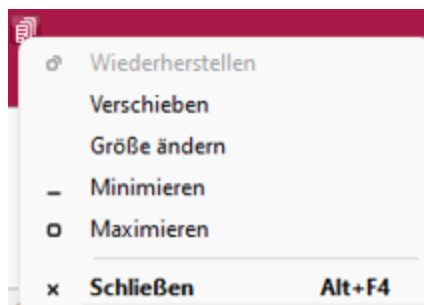 Wiederherstellen
Verschieben
Größe ändern
Minimieren
Maximieren
Schließen Alt+F4